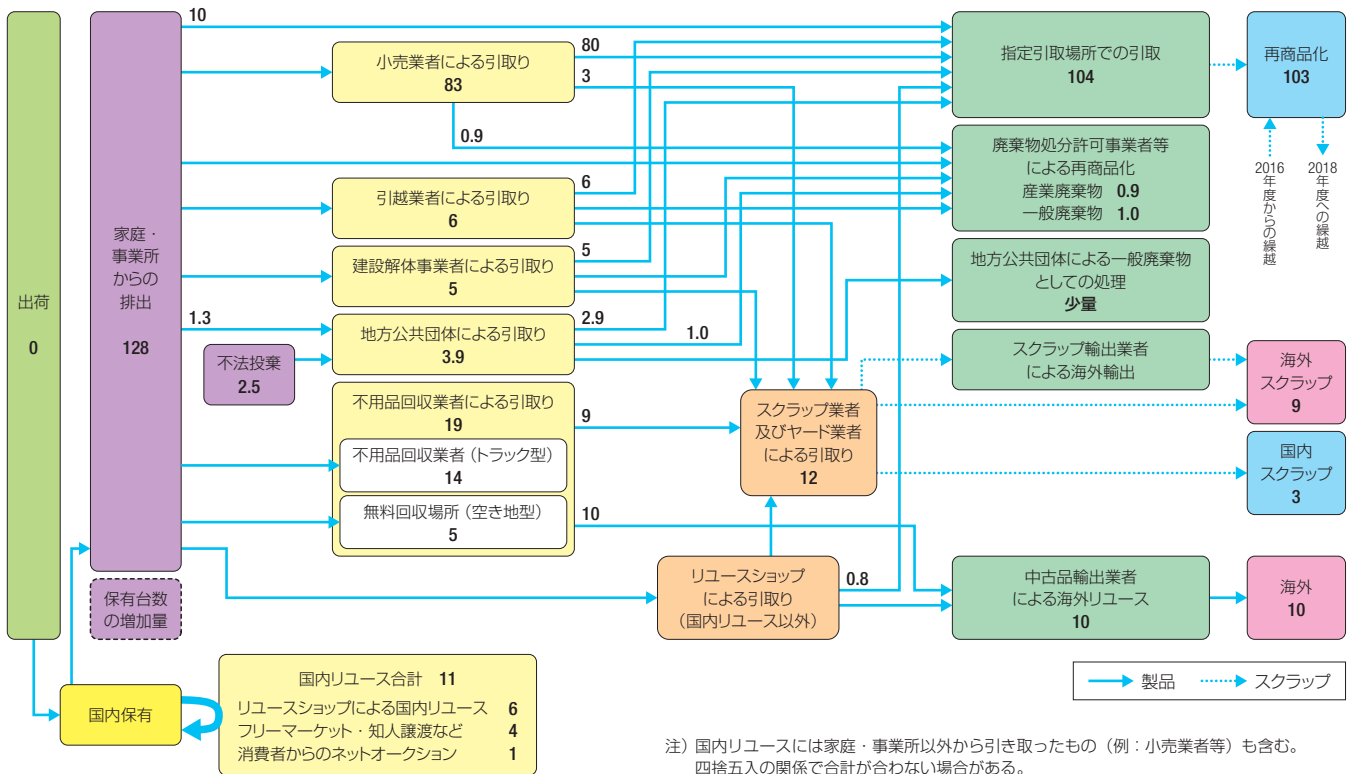 出荷
0
家庭・
事業所
からの
排出
128
保有台数
の増加量
国内保有
10
小売業者による引取り
83
80
3
0.9
引越業者による引取り
6
6
建設解体事業者による引取り
5
5
1.3
地方公共団体による引取り
3.9
2.9
1.0
不法投棄
2.5
不用品回収業者による引取り
19
9
不用品回収業者（トラック型）
14
無料回収場所（空き地型）
5
10
スクラップ業者
及びヤード業者
による引取り
12
リユースショップ
による引取り
（国内リユース以外）
0.8
指定引取場所での引取
104
廃棄物処分許可事業者等
による再商品化
産業廃棄物 0.9
一般廃棄物 1.0
地方公共団体による一般廃棄物
としての処理
少量
スクラップ輸出業者
による海外輸出
中古品輸出業者
による海外リユース
10
再商品化
103
2016年度からの繰越
2018年度への繰越
海外
スクラップ
9
国内
スクラップ
3
海外
10
国内リユース合計 11
リユースショップによる国内リユース 6
フリーマーケット・知人譲渡など 4
消費者からのネットオークション 1
製品 スクラップ
注）国内リユースには家庭・事業所以外から引き取ったもの（例：小売業者等）も含む。
四捨五入の関係で合計が合わない場合がある。